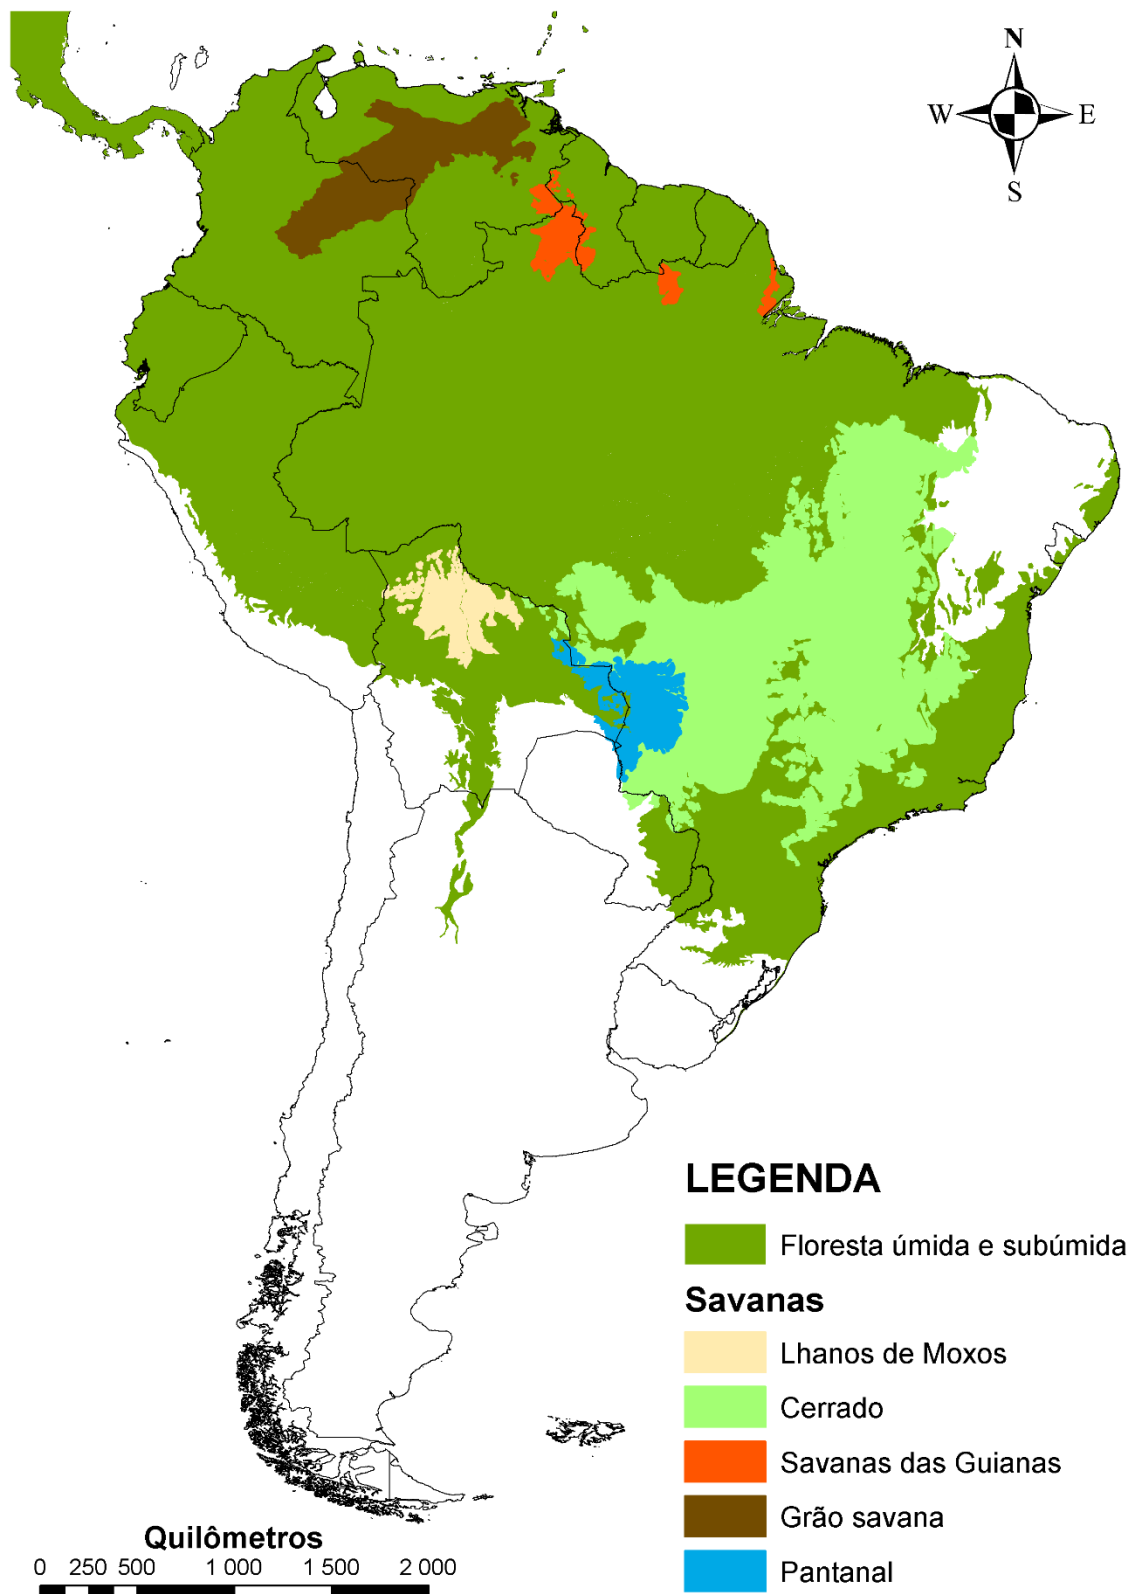 N
W E
S
LEGENDA
Floresta úmida e subúmida
Savanas
Lhanos de Moxos
Cerrado
Savanas das Guianas
Grão savana
Pantanal
Quilômetros
0 250 500 1 000 1 500 2 000